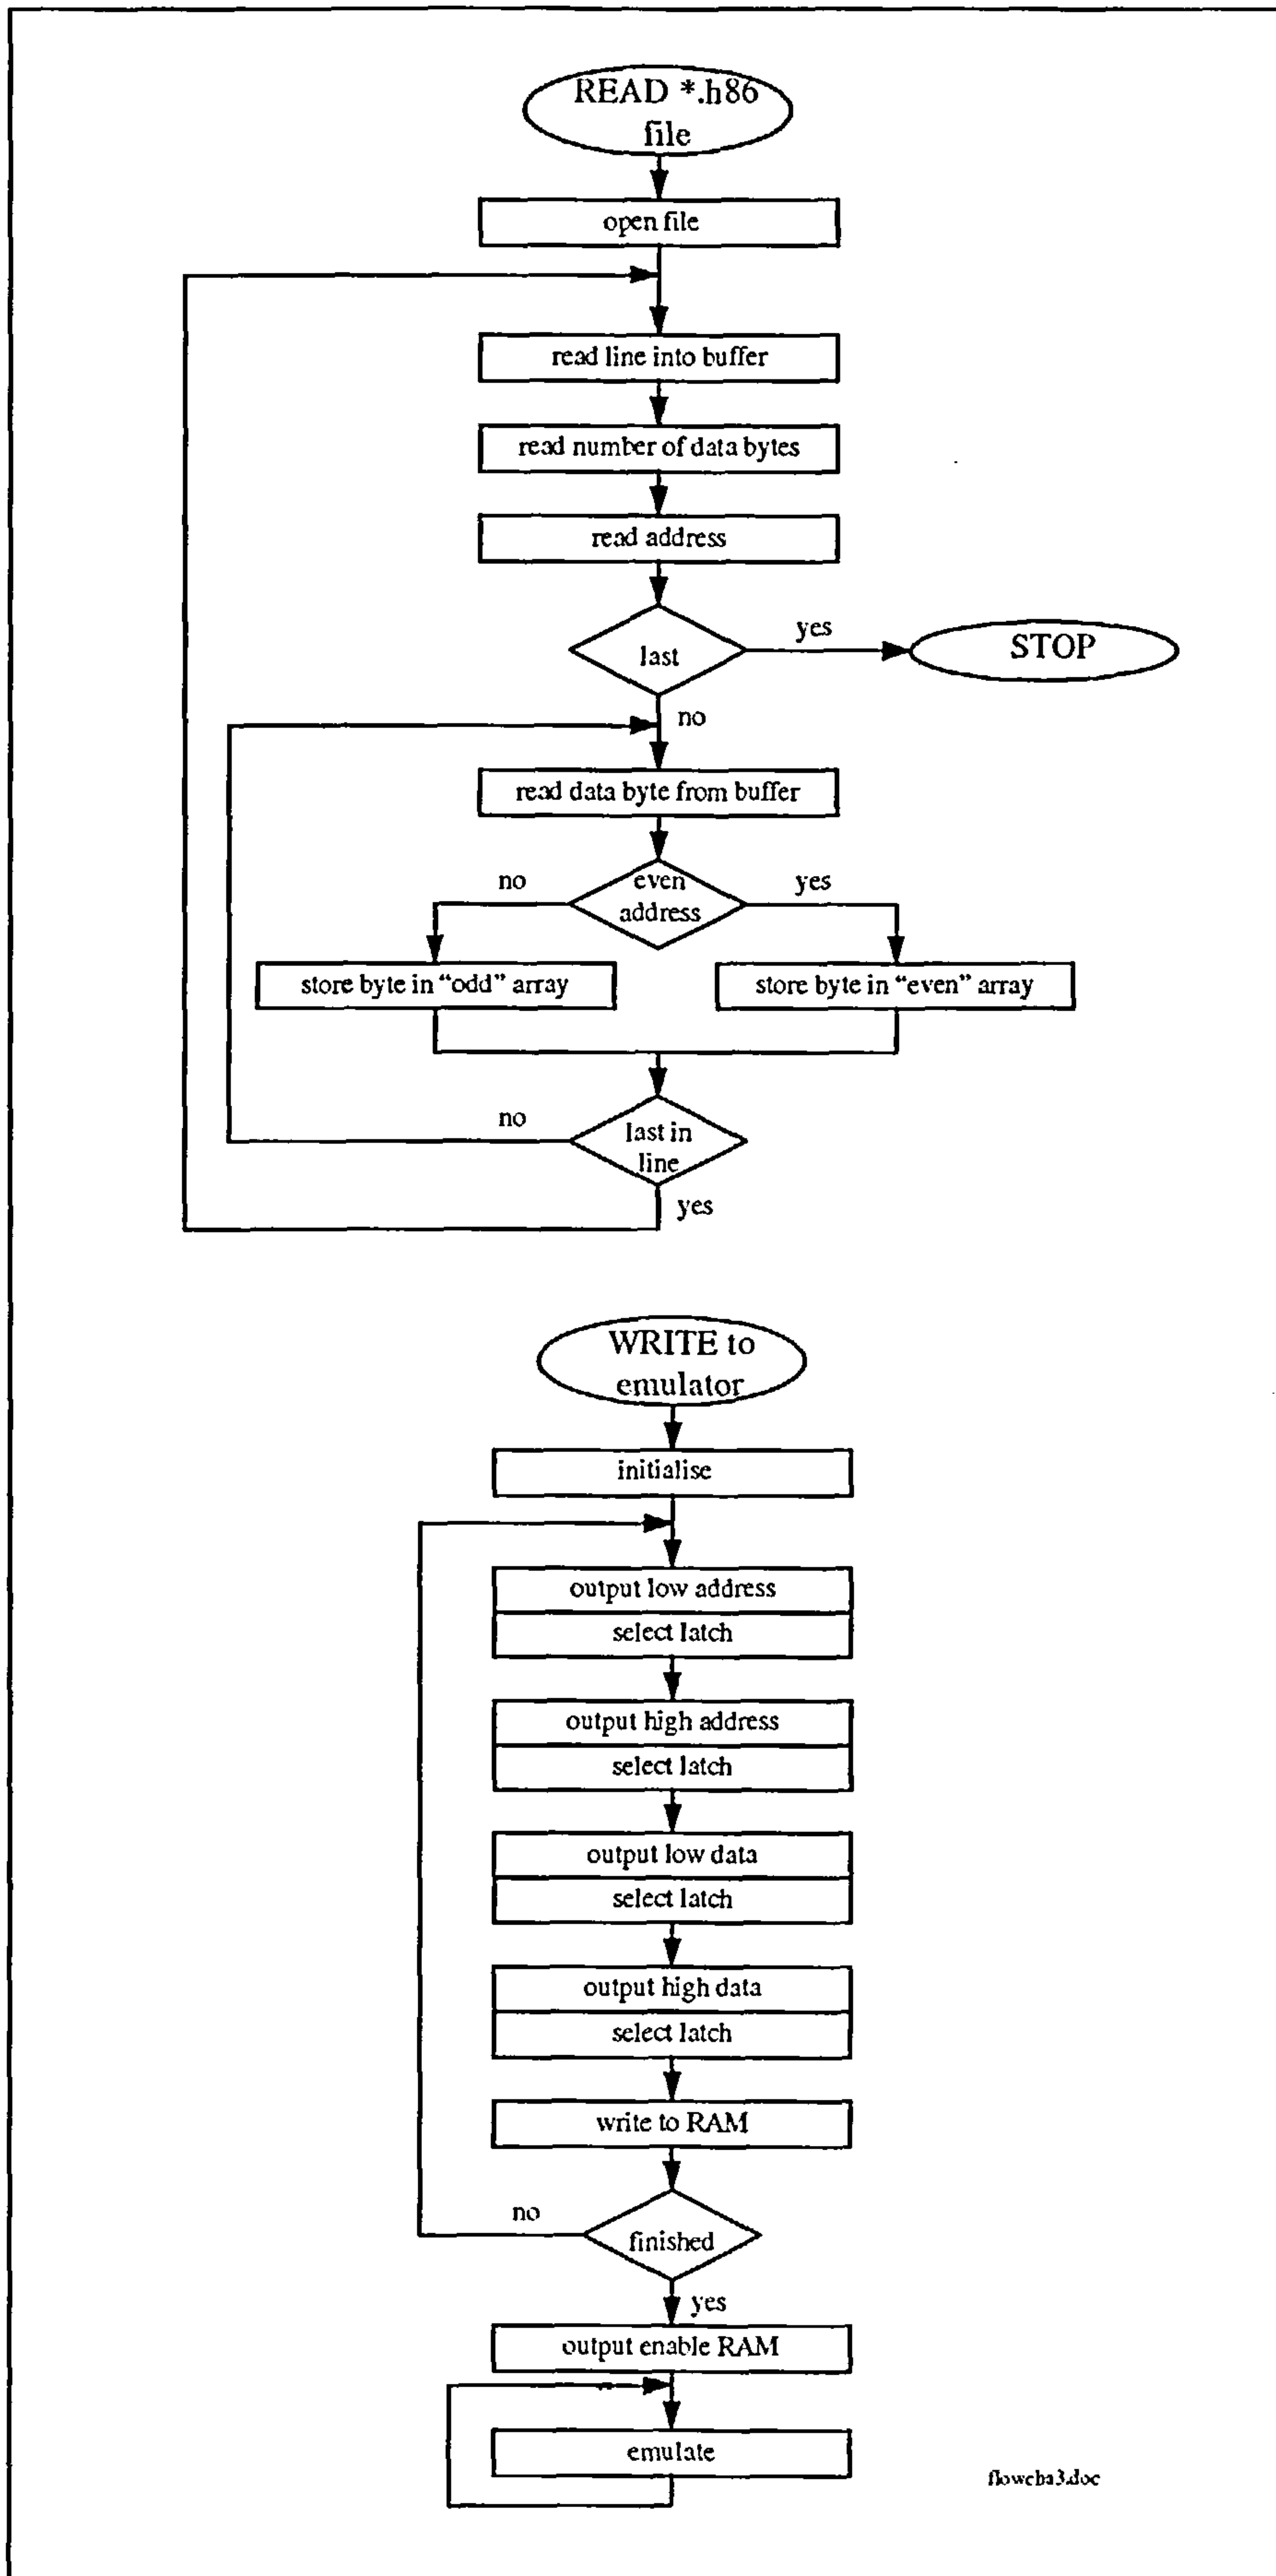 READ *.h86
file
open file
read line into buffer
read number of data bytes
read address
last
yes
STOP
no
read data byte from buffer
no
even
address
yes
store byte in “odd” array
store byte in “even” array
no
last in
line
yes
WRITE to
emulator
initialise
output low address
select latch
output high address
select latch
output low data
select latch
output high data
select latch
write to RAM
no
finished
yes
output enable RAM
emulate
flowcha3.doc